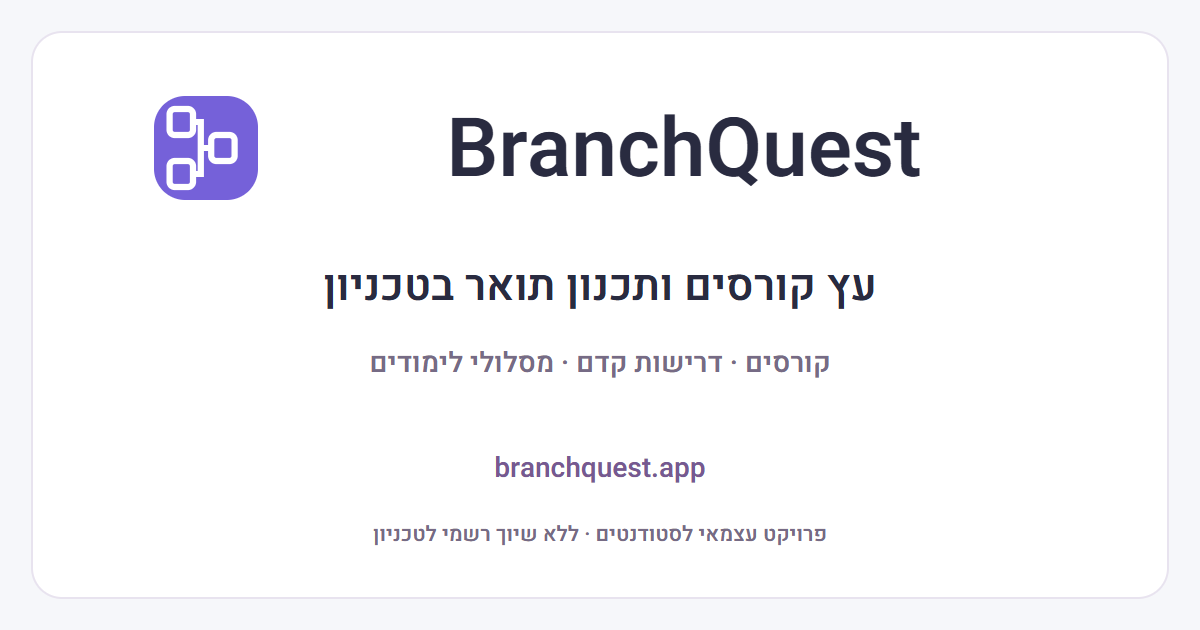 BranchQuest
עץ קורסים ותכנון תואר בטכניון
קורסים · דרישות קדם · מסלולי לימודים
branchquest.app
פרויקט עצמאי לסטודנטים · ללא שיוך רשמי לטכניון